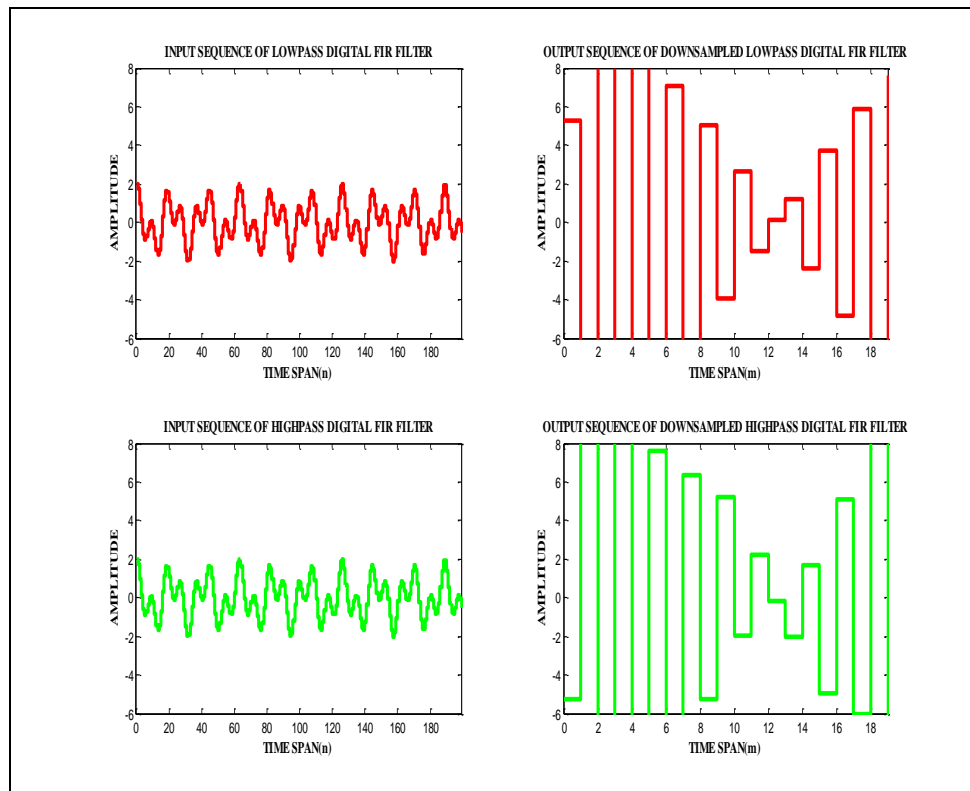 INPUT SEQUENCE OF LOWPASS DIGITAL FIR FILTER
8
6
4
2
0
-2
-4
-6
AMPLITUDE
0 20 40 60 80 100 120 140 160 180
TIME SPAN(n)
OUTPUT SEQUENCE OF DOWNSAMPLED LOWPASS DIGITAL FIR FILTER
8
6
4
2
0
-2
-4
-6
AMPLITUDE
0 2 4 6 8 10 12 14 16 18
TIME SPAN(m)
INPUT SEQUENCE OF HIGHPASS DIGITAL FIR FILTER
8
6
4
2
0
-2
-4
-6
AMPLITUDE
0 20 40 60 80 100 120 140 160 180
TIME SPAN(n)
OUTPUT SEQUENCE OF DOWNSAMPLED HIGHPASS DIGITAL FIR FILTER
8
6
4
2
0
-2
-4
-6
AMPLITUDE
0 2 4 6 8 10 12 14 16 18
TIME SPAN(m)